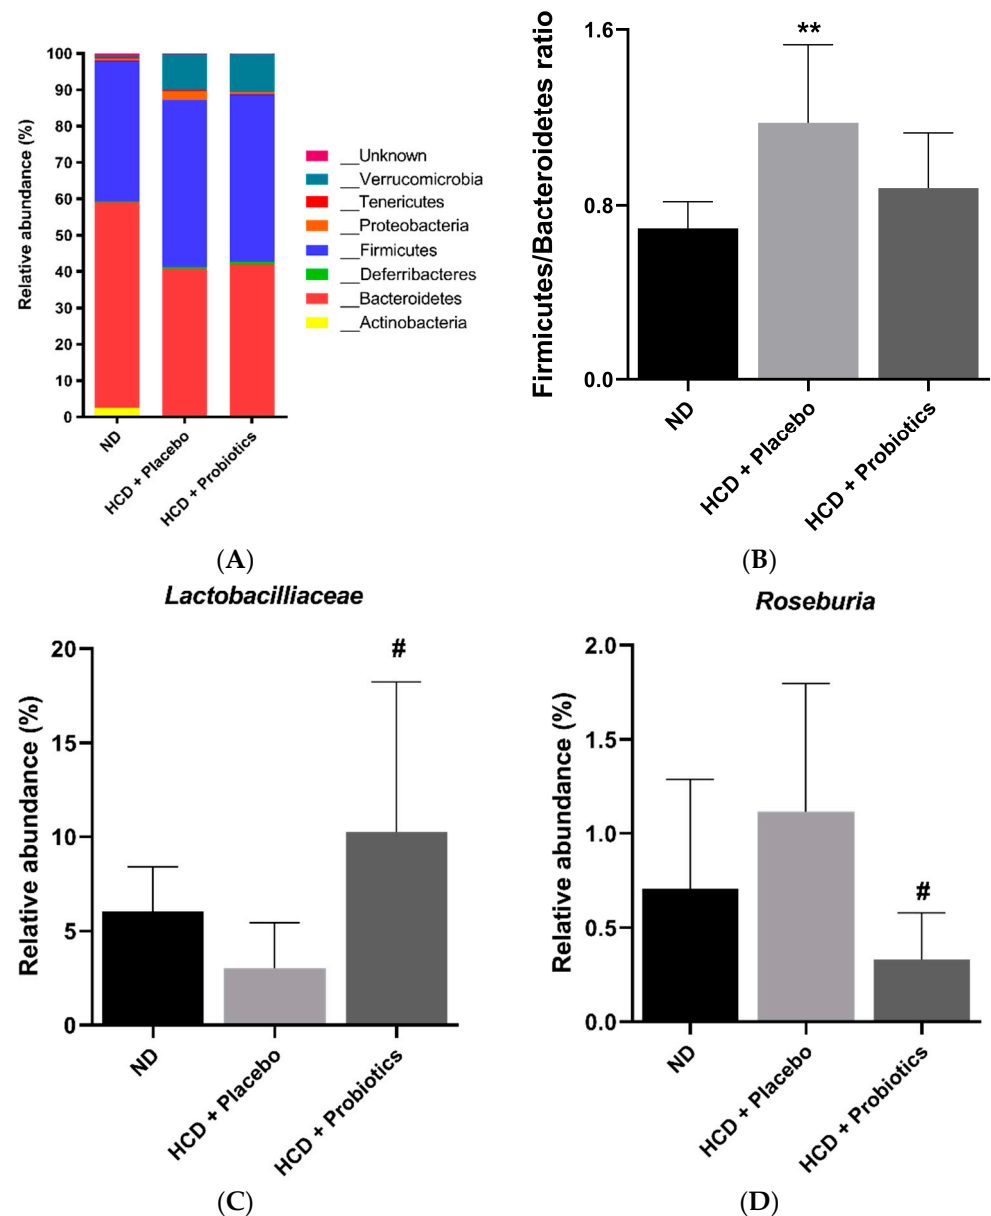 (A)
Relative abundance (%)
100
90
80
70
60
50
40
30
20
10
0
ND
HCD + Placebo
HCD + Probiotics
__Unknown
__Verrucomicrobia
__Tenericutes
__Proteobacteria
__Firmicutes
__Deferribacteres
__Bacteroidetes
__Actinobacteria
(B)
Firmicutes/Bacteroidetes ratio
1.6
0.8
0.0
**
ND
HCD + Placebo
HCD + Probiotics
(C)
Lactobacilliaceae
Relative abundance (%)
20
15
10
5
0
#
ND
HCD + Placebo
HCD + Probiotics
(D)
Roseburia
Relative abundance (%)
2.0
1.5
1.0
0.5
0.0
#
ND
HCD + Placebo
HCD + Probiotics